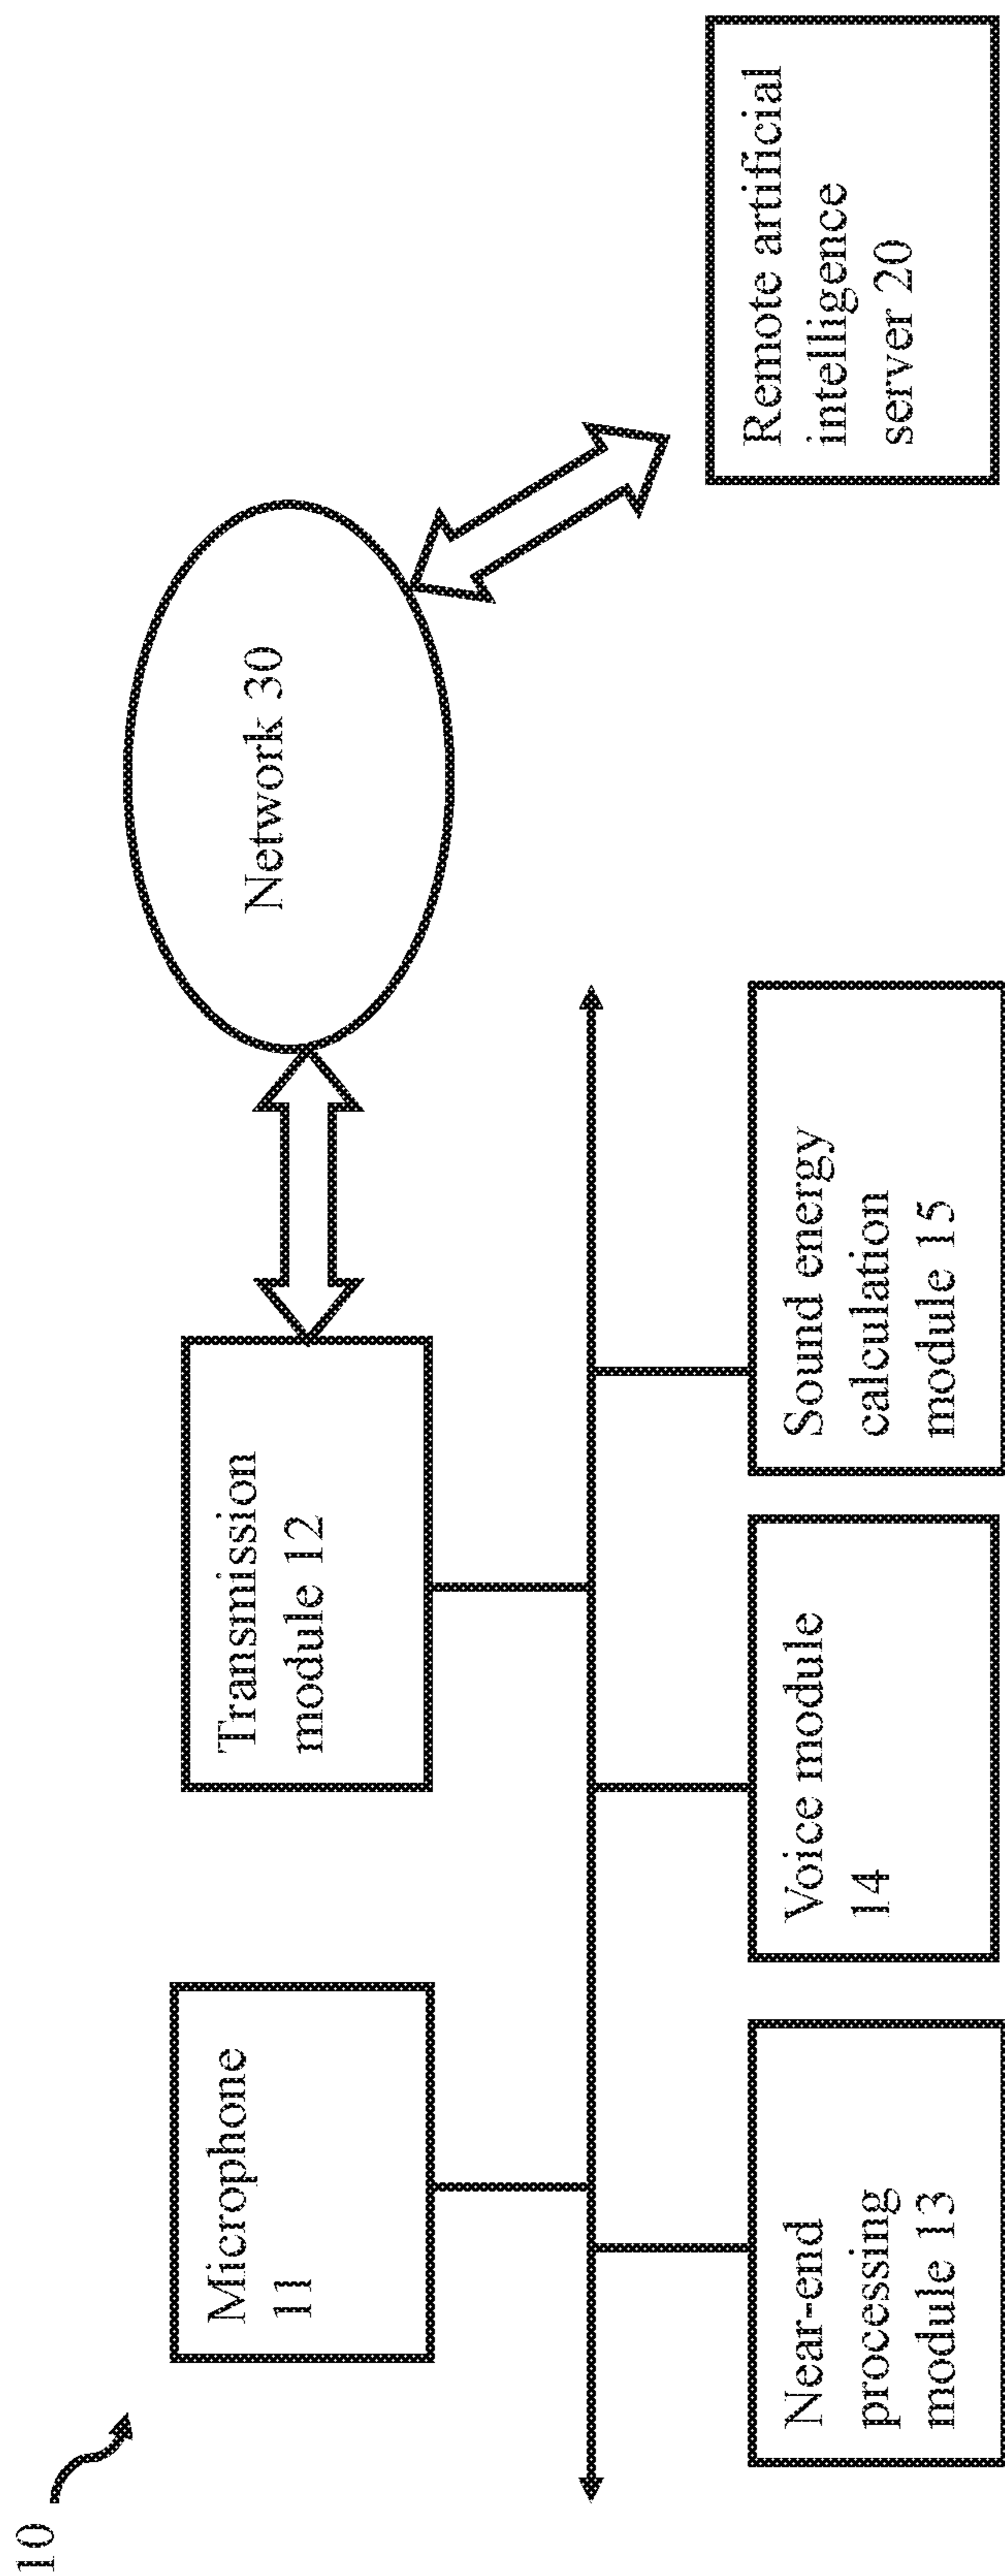 10
Microphone
11
Transmission
module 12
Network 30
Near-end
processing
module 13
Voice module
14
Sound energy
calculation
module 15
Remote artificial
intelligence
server 20